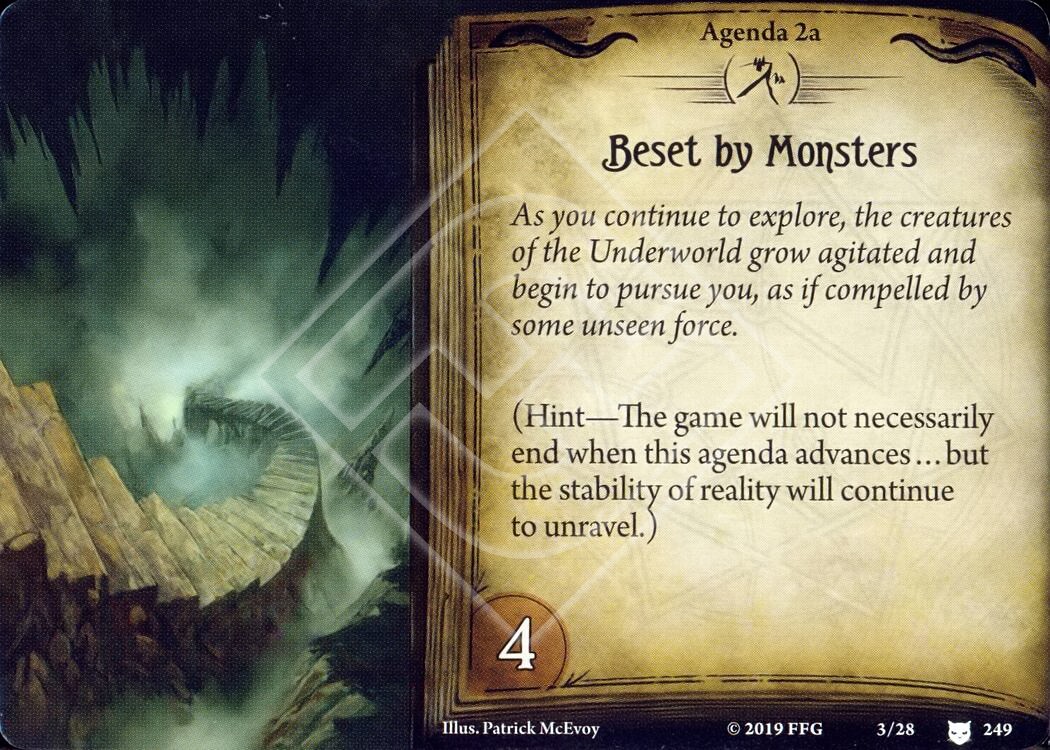 Agenda 2a
Beset by Monsters
As you continue to explore, the creatures
of the Underworld grow agitated and
begin to pursue you, as if compelled by
some unseen force.
(Hint—The game will not necessarily
end when this agenda advances…but
the stability of reality will continue
to unravel.)
4
Illus. Patrick McEvoy
© 2019 FFG
3/28
249